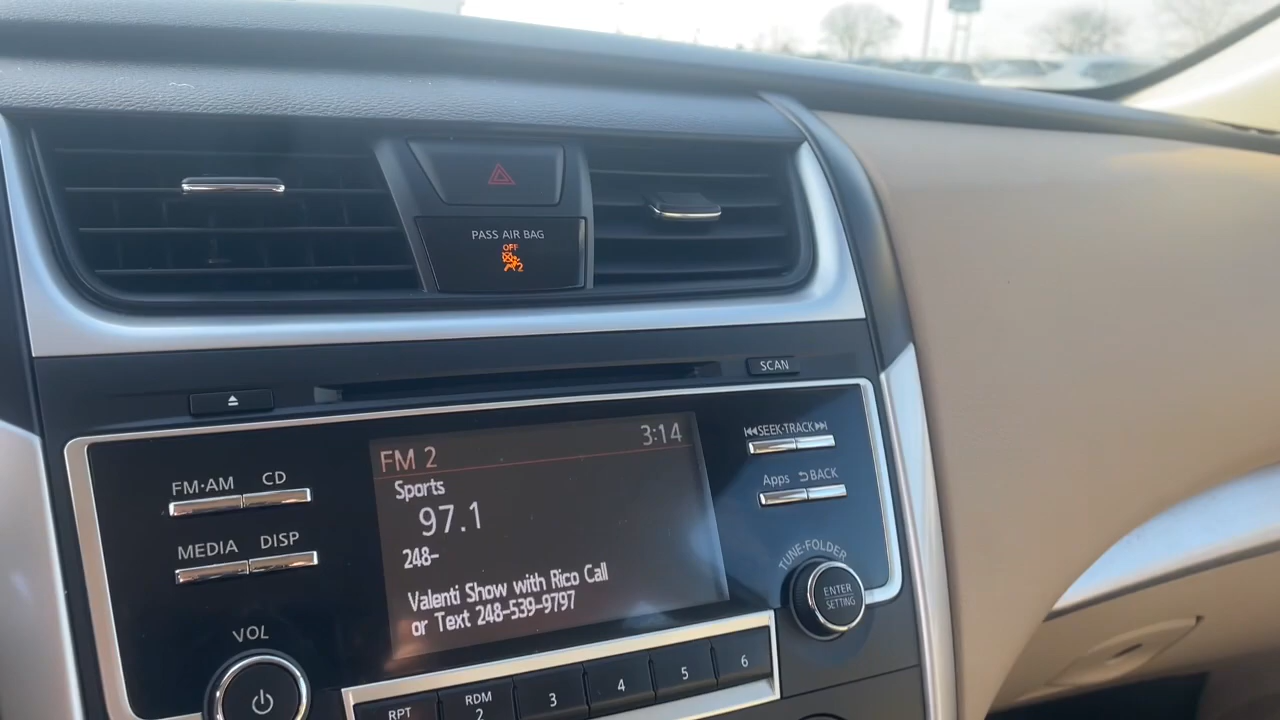 PASS AIR BAG
OFF
2
SCAN
FM 2 3:14
Sports
97.1
248-
Valenti Show with Rico Call
or Text 248-539-9797
FM·AM CD
MEDIA DISP
VOL
SEEK·TRACK
Apps BACK
TUNE·FOLDER
ENTER
SETTING
RPT
RDM
2
3
4
5
6